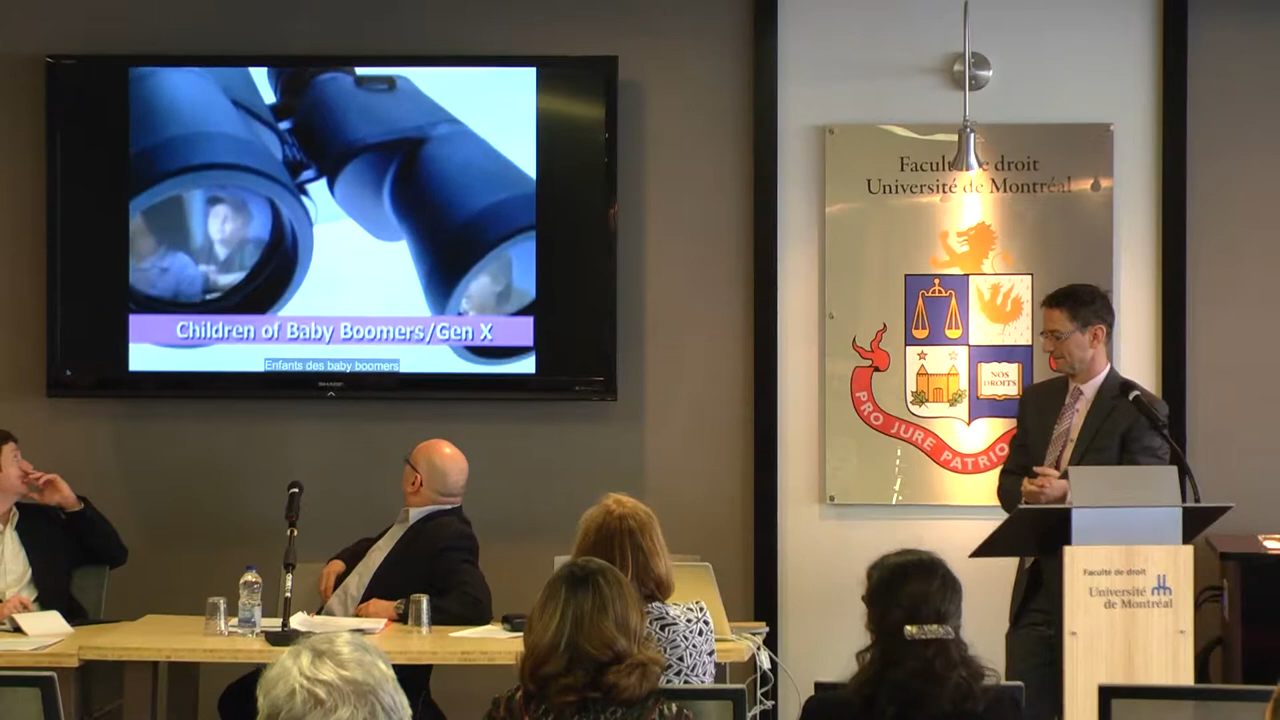 Children of Baby Boomers/Gen X
Enfants des baby boomers
SHARP
Faculté de droit
Université de Montréal
NOS
DROITS
PRO JURE PATRIO
Faculté de droit
Université
de Montréal